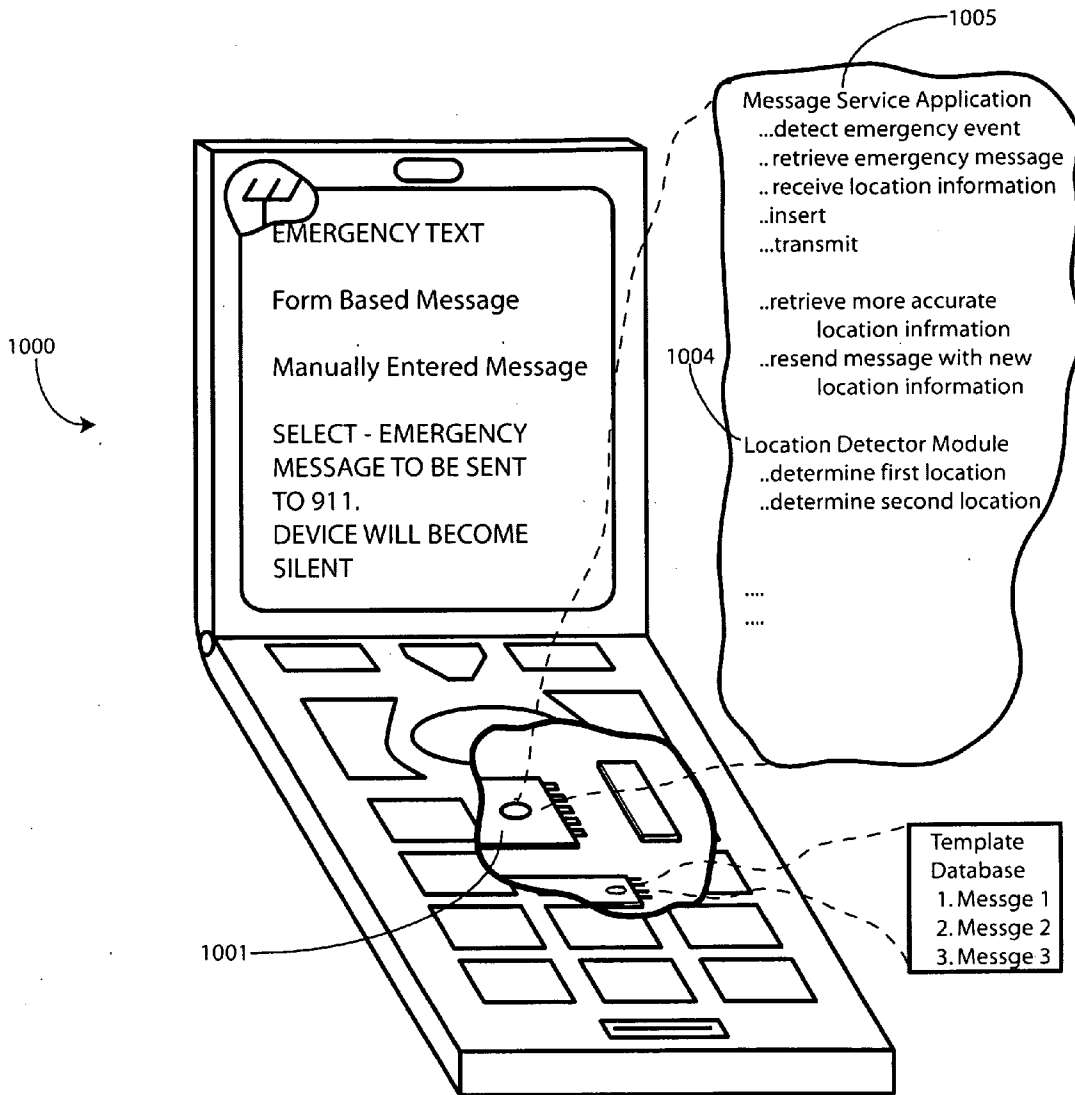 1005
Message Service Application
...detect emergency event
.. retrieve emergency message
.. receive location information
..insert
...transmit
..retrieve more accurate
location infrmation
..resend message with new
location information
1004
Location Detector Module
..determine first location
..determine second location
....
....
EMERGENCY TEXT
Form Based Message
Manually Entered Message
SELECT - EMERGENCY
MESSAGE TO BE SENT
TO 911.
DEVICE WILL BECOME
SILENT
1000
1001
Template
Database
1. Messge 1
2. Messge 2
3. Messge 3